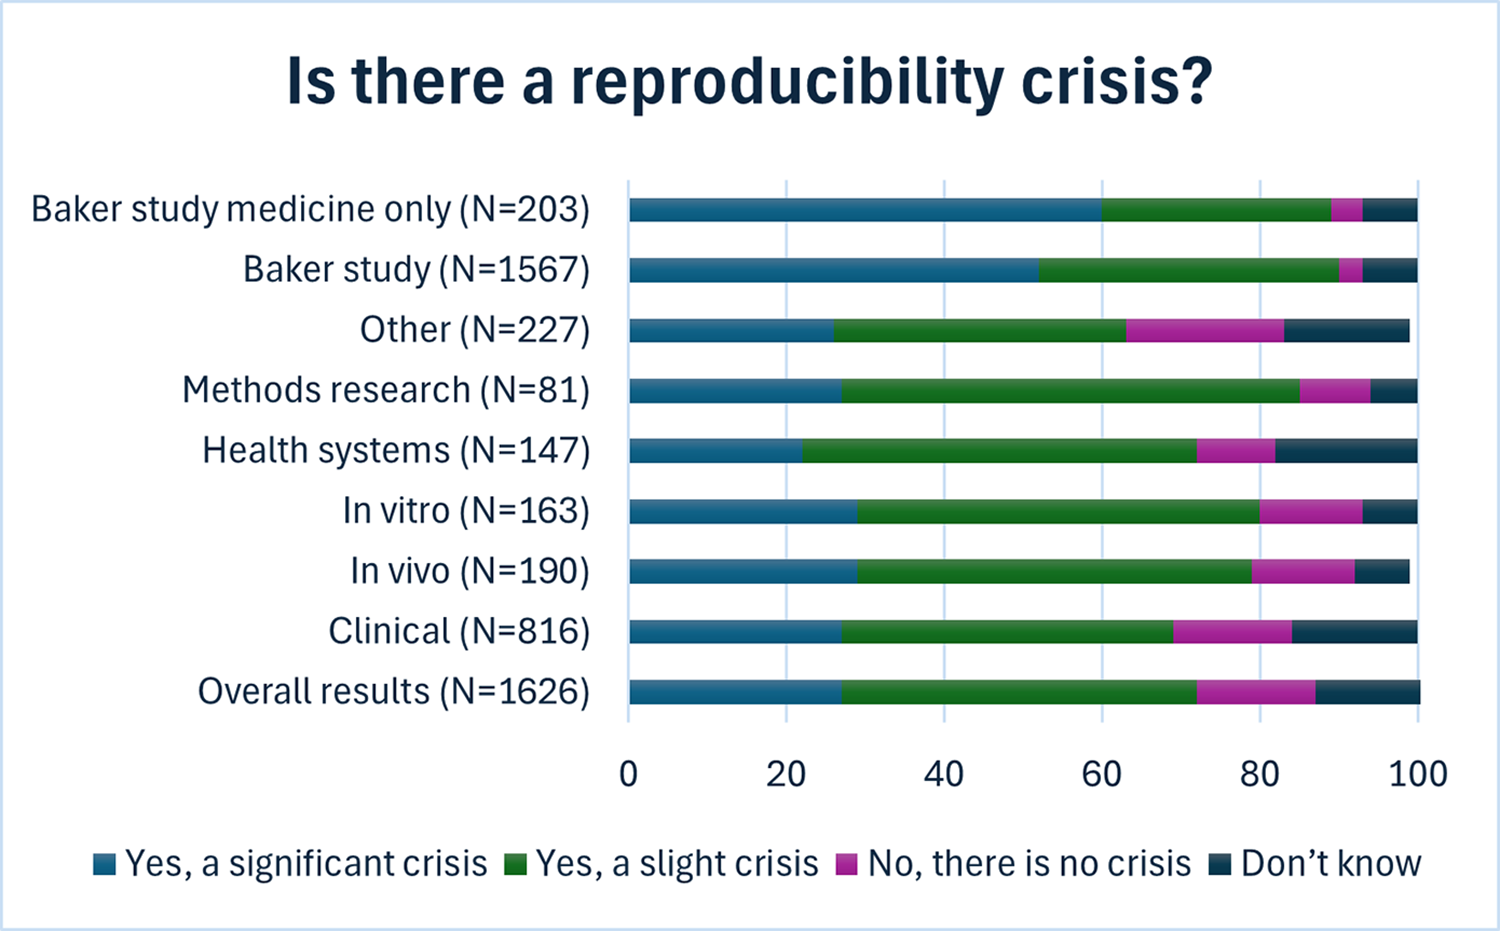 Is there a reproducibility crisis?
Baker study medicine only (N=203)
Baker study (N=1567)
Other (N=227)
Methods research (N=81)
Health systems (N=147)
In vitro (N=163)
In vivo (N=190)
Clinical (N=816)
Overall results (N=1626)
0 20 40 60 80 100
Yes, a significant crisis Yes, a slight crisis No, there is no crisis Don’t know